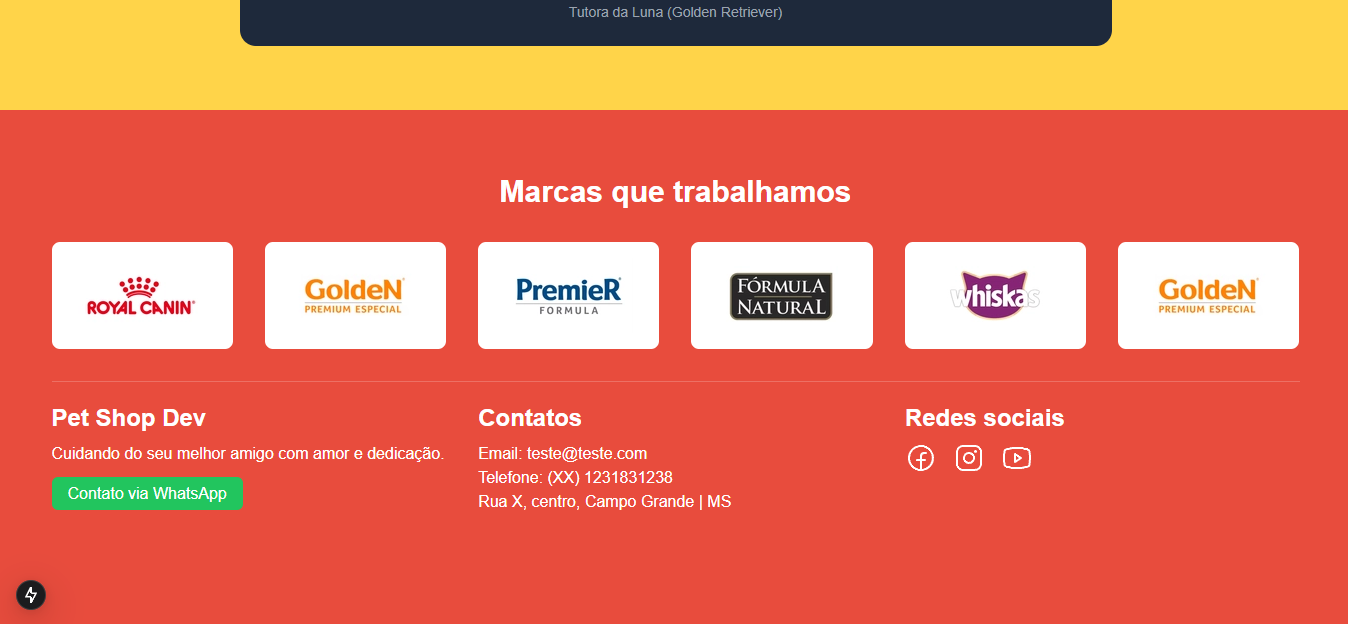 Tutora da Luna (Golden Retriever)
Marcas que trabalhamos
ROYAL CANIN
GoldeN
PREMIUM ESPECIAL
PremieR
FORMULA
FÓRMULA
NATURAL
whiskas
GoldeN
PREMIUM ESPECIAL
Pet Shop Dev
Cuidando do seu melhor amigo com amor e dedicação.
Contato via WhatsApp
Contatos
Email: teste@teste.com
Telefone: (XX) 1231831238
Rua X, centro, Campo Grande | MS
Redes sociais